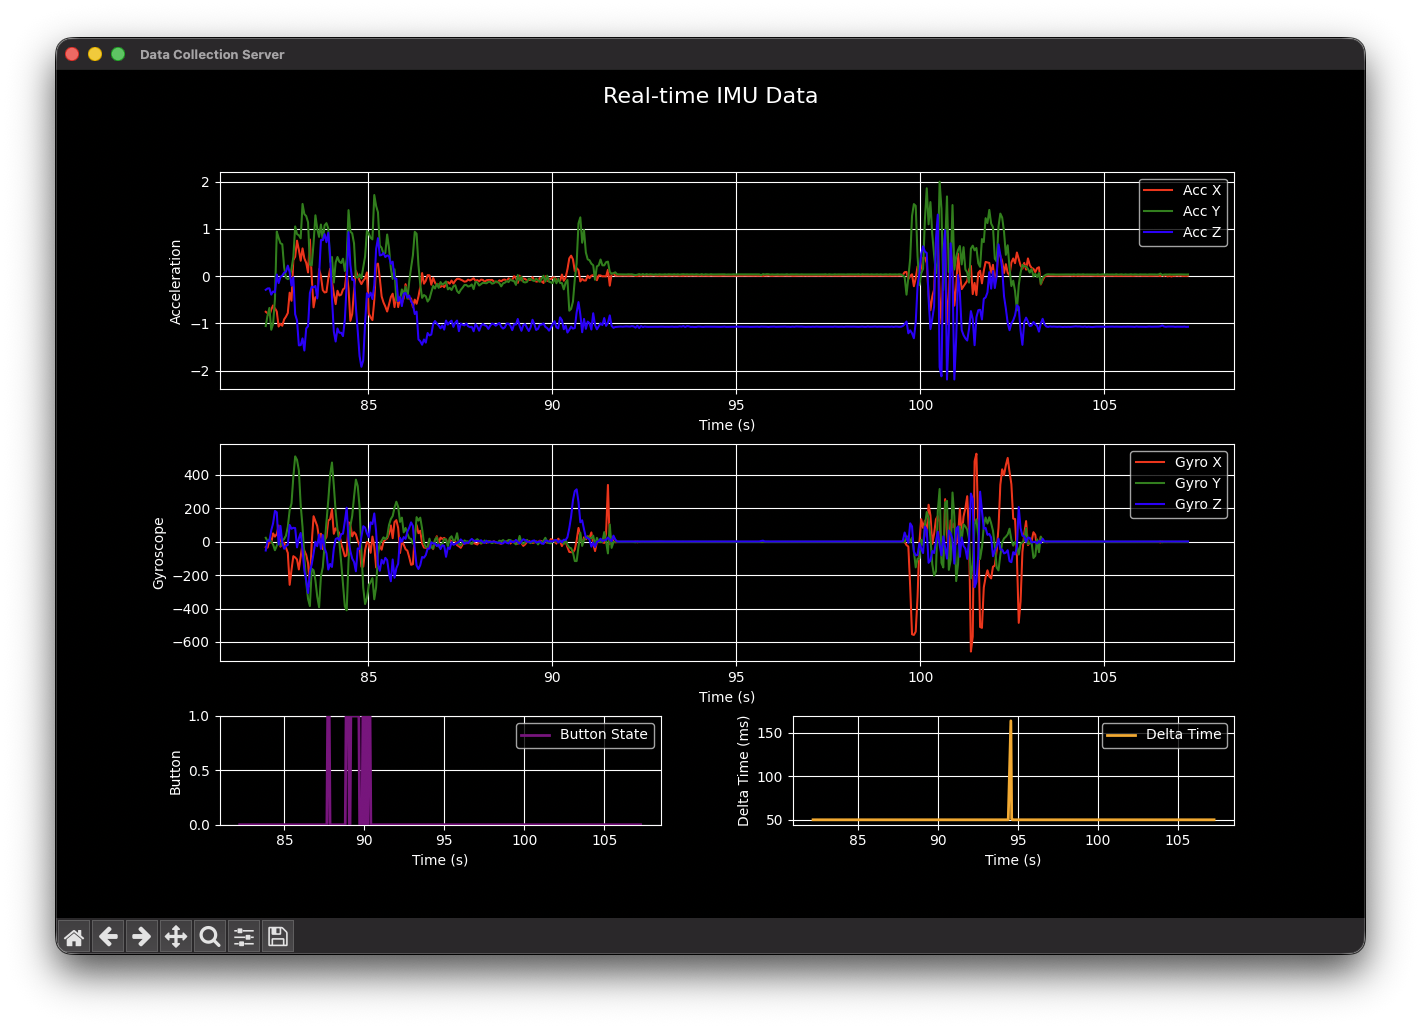 Data Collection Server
Real-time IMU Data
Acceleration
2
1
0
−1
−2
Acc X
Acc Y
Acc Z
85 90 95 100 105
Time (s)
Gyroscope
400
200
0
−200
−400
−600
Gyro X
Gyro Y
Gyro Z
85 90 95 100 105
Time (s)
Button
1.0
0.5
0.0
Button State
85 90 95 100 105
Time (s)
Delta Time (ms)
150
100
50
Delta Time
85 90 95 100 105
Time (s)